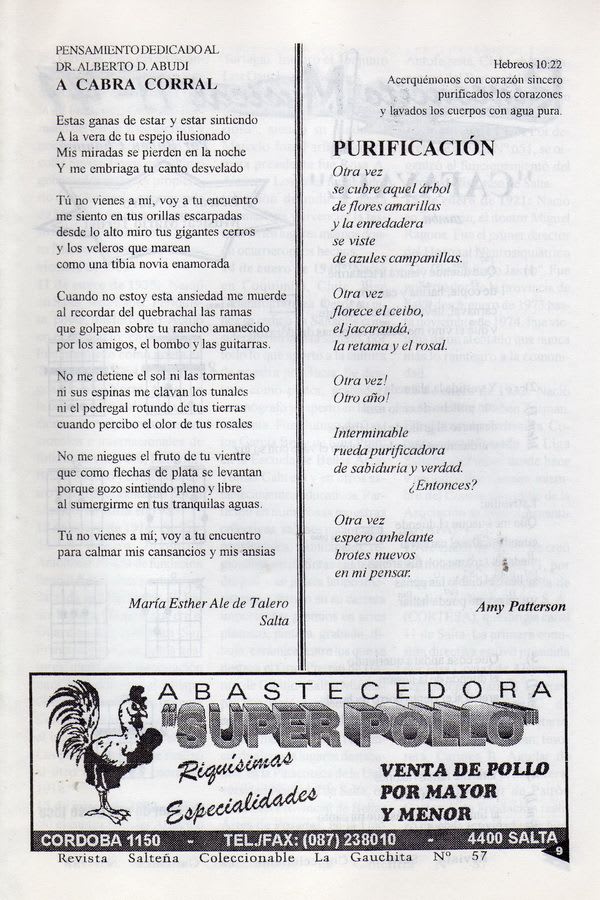 PENSAMIENTO DEDICADO AL
DR. ALBERTO D. ABUDI
A CABRA CORRAL
Estas ganas de estar y estar sintiendo
A la vera de tu espejo ilusionado
Mis miradas se pierden en la noche
Y me embriaga tu canto desvelado
Tú no vienes a mí, voy a tu encuentro
me siento en tus orillas escarpadas
desde lo alto miro tus gigantes cerros
y los veleros que marean
como una tibia novia enamorada
Cuando no estoy esta ansiedad me muerde
al recordar del quebrachal las ramas
que golpean sobre tu rancho amanecido
por los amigos, el bombo y las guitarras.
No me detiene el sol ni las tormentas
ni sus espinas me clavan los tunales
ni el pedregal rotundo de tus tierras
cuando percibo el olor de tus rosales
No me niegues el fruto de tu vientre
que como flechas de plata se levantan
porque gozo sintiendo pleno y libre
al sumergirme en tus tranquilas aguas.
Tú no vienes a mí; voy a tu encuentro
para calmar mis cansancios y mis ansias
María Esther Ale de Talero
Salta
Hebreos 10:22
Acerquémonos con corazón sincero
purificados los corazones
y lavados los cuerpos con agua pura.
PURIFICACIÓN
Otra vez
se cubre aquel árbol
de flores amarillas
y la enredadera
se viste
de azules campanillas.
Otra vez
florece el ceibo,
el jacarandá,
la retama y el rosal.
Otra vez!
Otro año!
Interminable
rueda purificadora
de sabiduría y verdad.
¿Entonces?
Otra vez
espero anhelante
brotes nuevos
en mi pensar.
Amy Patterson
ABASTECEDORA
"SUPER POLLO"
Riquísimas
Especialidades
VENTA DE POLLO
POR MAYOR
Y MENOR
CORDOBA 1150 - TEL./FAX: (087) 238010 - 4400 SALTA
Revista Salteña Coleccionable La Gauchita Nº 57
9